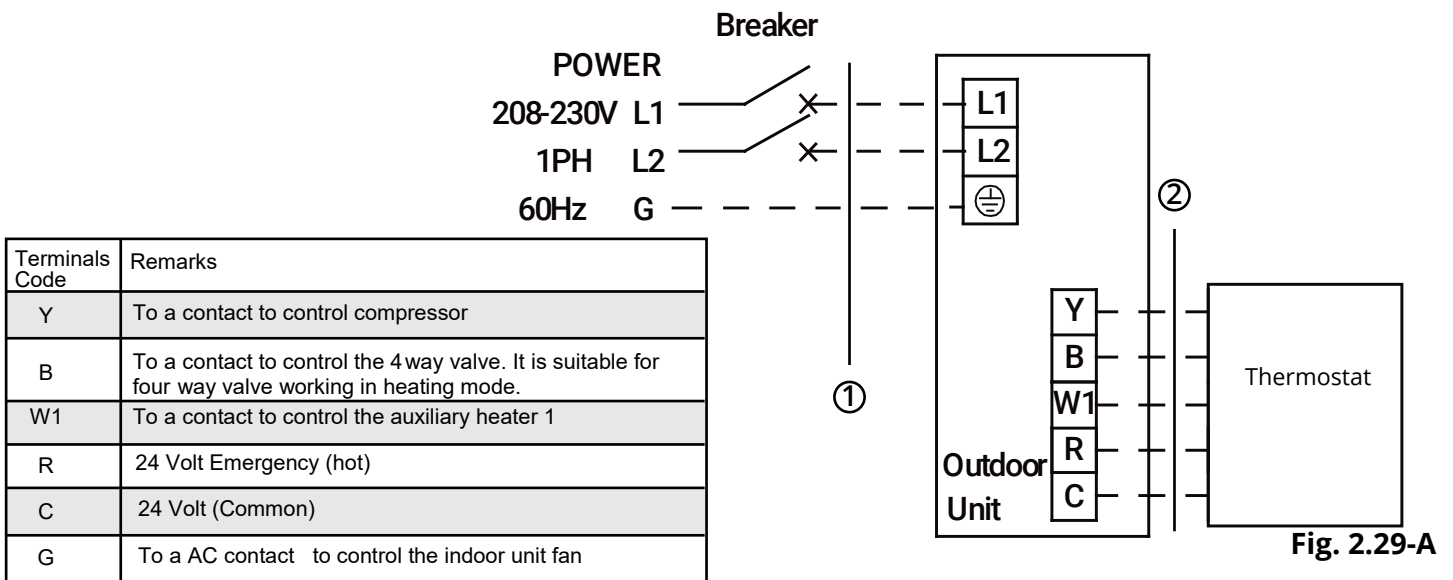 Breaker
POWER
208-230V L1
1PH L2
60Hz G
L1
L2
①
②
Y
B
W1
R
C
Outdoor
Unit
Thermostat
Terminals
Code
Remarks
Y
To a contact to control compressor
B
To a contact to control the 4 way valve. It is suitable for
four way valve working in heating mode.
W1
To a contact to control the auxiliary heater 1
R
24 Volt Emergency (hot)
C
24 Volt (Common)
G
To a AC contact to control the indoor unit fan
Fig. 2.29-A